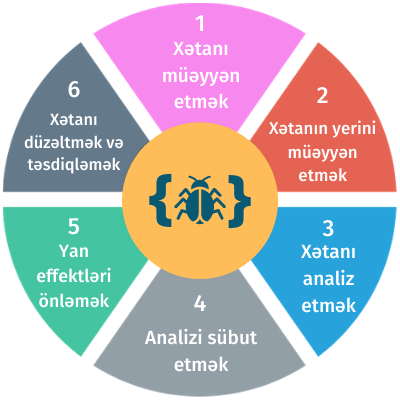 1
Xətanı
müəyyən
etmək
2
Xətanın yerini
müəyyən
etmək
3
Xətanı
analiz
etmək
4
Analizi sübut
etmək
5
Yan
effektləri
önləmək
6
Xətanı
düzəltmək və
təsdiqləmək
{ }